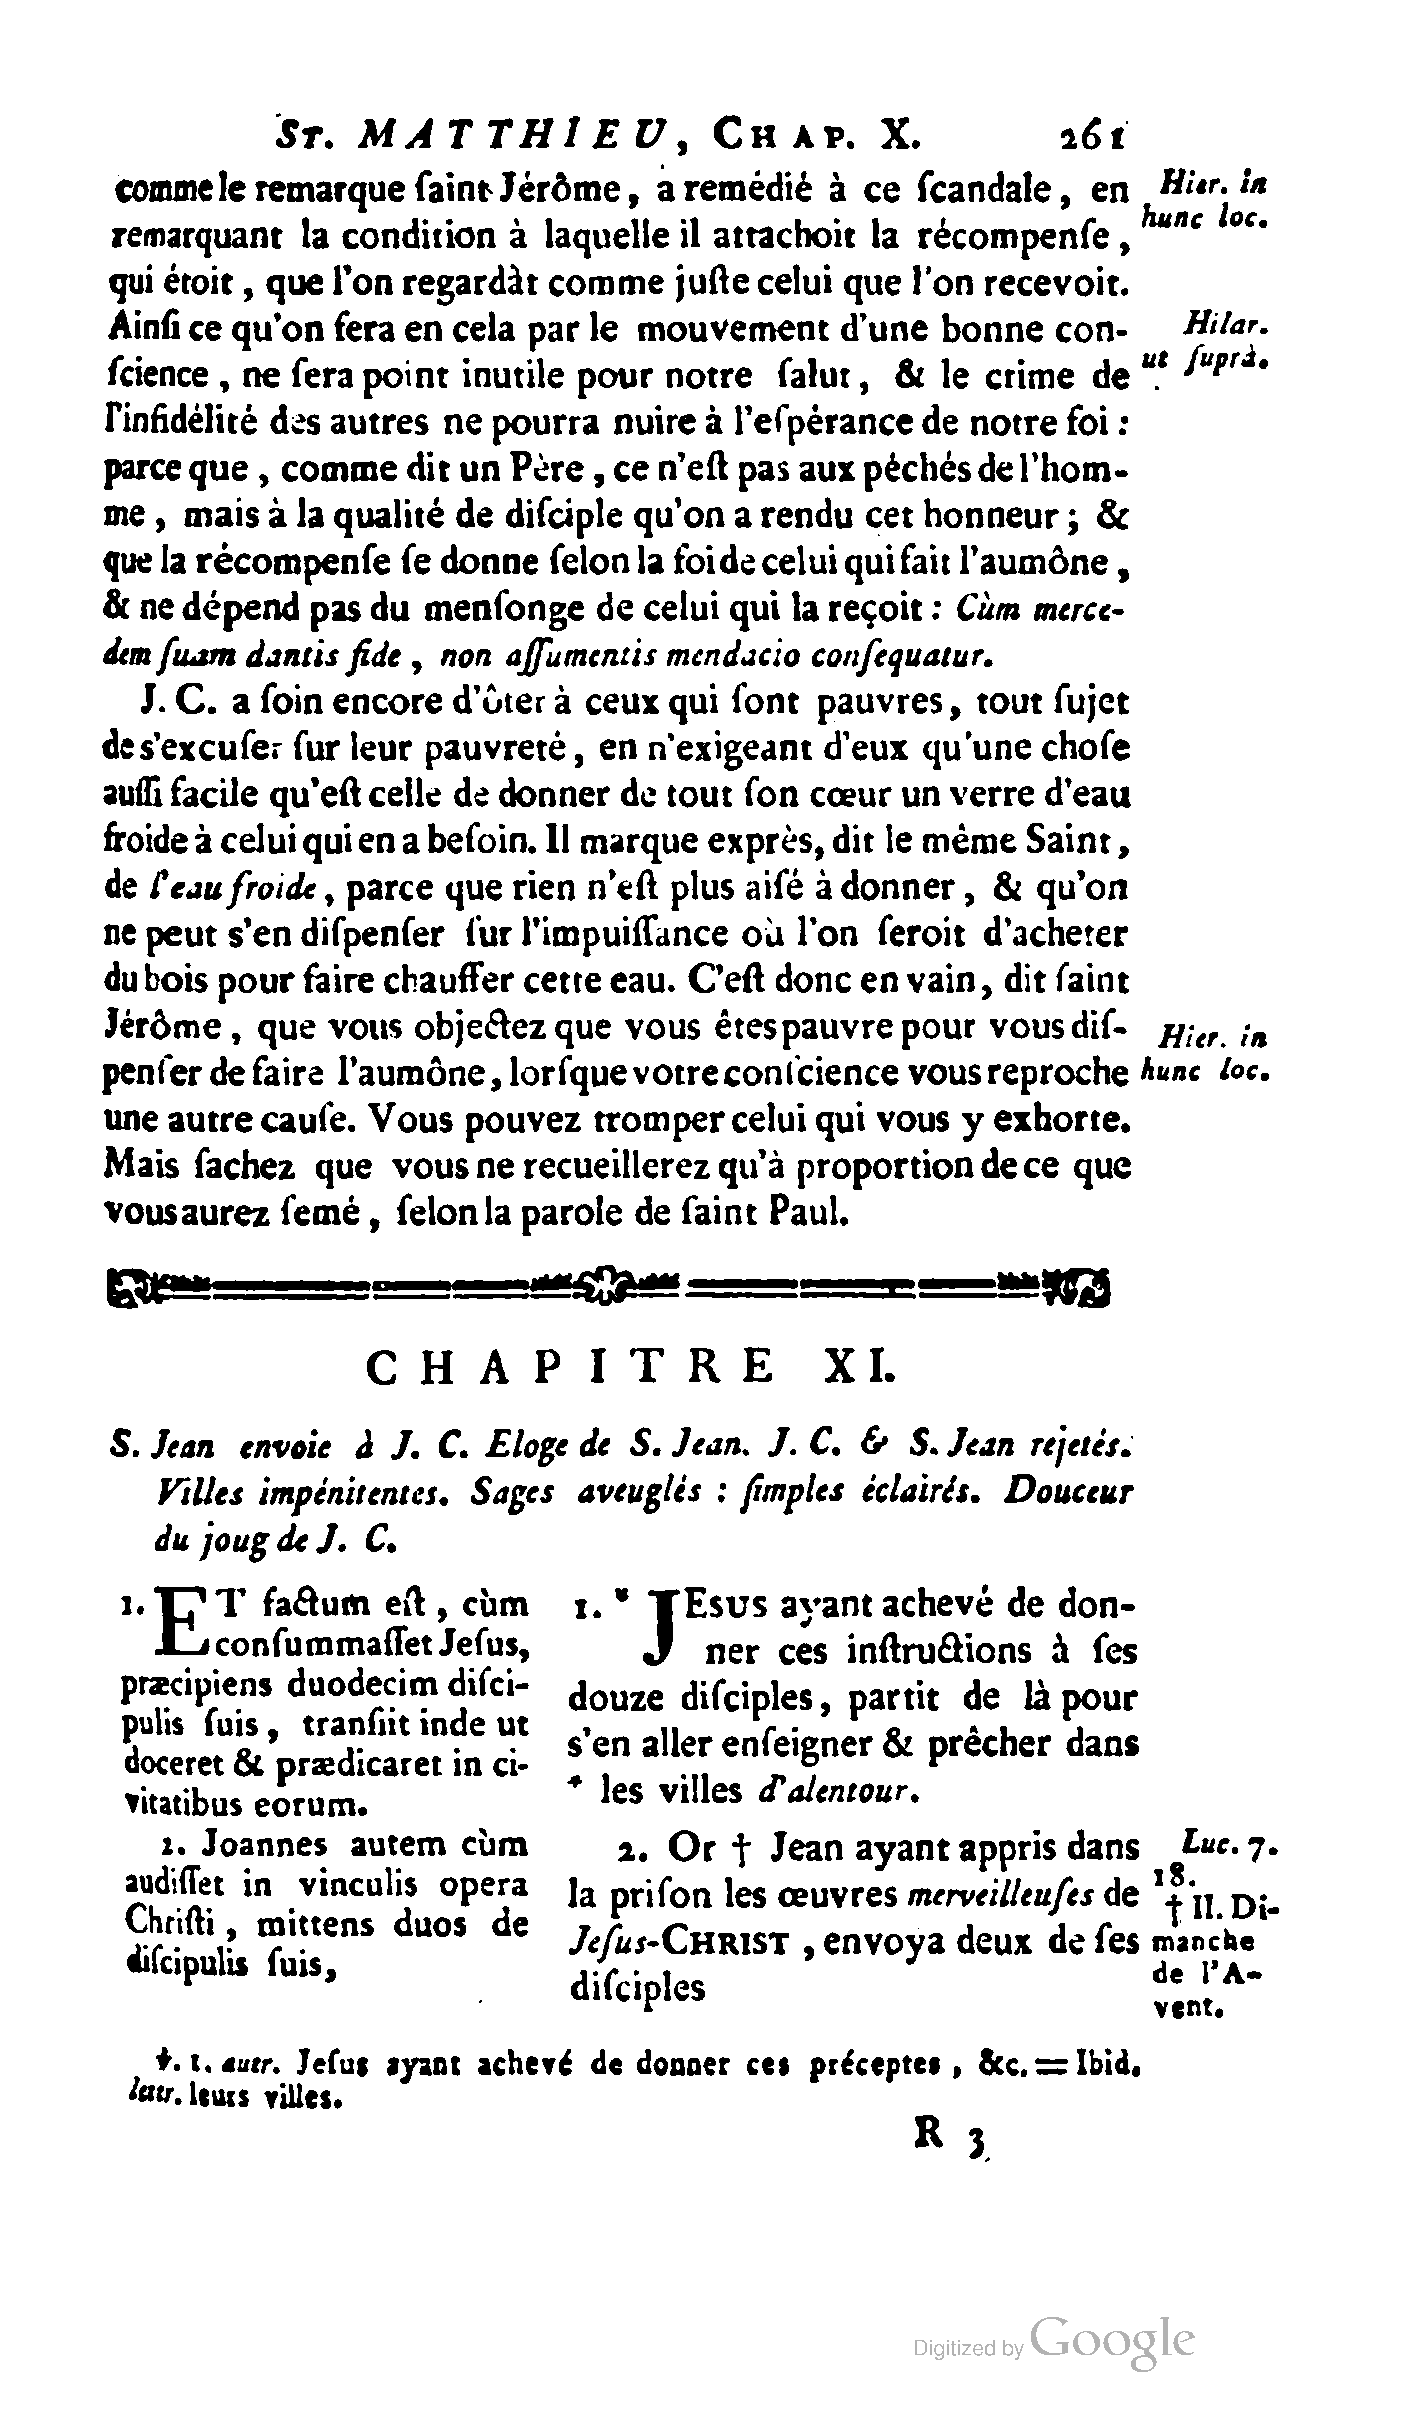 ST. MATTHIEU, CHAP. X. 261
comme le remarque ſaint Jérôme, a remédié à ce ſcandale, en
remarquant la condition à laquelle il attachoit la récompenſe,
qui étoit, que l'on regardàt comme juſte celui que l'on recevoit.
Ainſi ce qu'on fera en cela par le mouvement d'une bonne con-
ſcience, ne ſera point inutile pour notre ſalut, & le crime de
l'infidélité des autres ne pourra nuire à l'eſpérance de notre foi :
parce que, comme dit un Père, ce n'eſt pas aux péchés de l'hom-
me, mais à la qualité de diſciple qu'on a rendu cet honneur ; &
que la récompenſe ſe donne ſelon la foi de celui qui fait l'aumône,
& ne dépend pas du menſonge de celui qui la reçoit : Cùm merce-
dem ſuam dantis fide, non aſſumentis mendacio conſequatur.
Hier. in
hunc loc.
Hilar.
ut ſuprà.
J. C. a ſoin encore d'ôter à ceux qui ſont pauvres, tout ſujet
de s'excuſer ſur leur pauvreté, en n'exigeant d'eux qu'une choſe
auſſi facile qu'eſt celle de donner de tout ſon cœur un verre d'eau
froide à celui qui en a beſoin. Il marque exprès, dit le même Saint,
de l'eau froide, parce que rien n'eſt plus aiſé à donner, & qu'on
ne peut s'en diſpenſer ſur l'impuiſſance où l'on ſeroit d'acheter
du bois pour faire chauffer cette eau. C'eſt donc en vain, dit ſaint
Jérôme, que vous objectez que vous êtes pauvre pour vous diſ-
penſer de faire l'aumône, lorſque votre conſcience vous reproche
une autre cauſe. Vous pouvez tromper celui qui vous y exhorte.
Mais ſachez que vous ne recueillerez qu'à proportion de ce que
vous aurez ſemé, ſelon la parole de ſaint Paul.
Hier. in
hunc loc.
CHAPITRE XI.
S. Jean envoie à J. C. Eloge de S. Jean. J. C. & S. Jean rejetés.
Villes impénitentes. Sages aveuglés : ſimples éclairés. Douceur
du joug de J. C.
1. ET factum eſt, cùm
conſummaſſet Jeſus,
præcipiens duodecim diſci-
pulis ſuis, tranſiit inde ut
doceret & prædicaret in ci-
vitatibus eorum.
2. Joannes autem cùm
audiſſet in vinculis opera
Chriſti, mittens duos de
diſcipulis ſuis,
1. * JEſus ayant achevé de don-
ner ces inſtructions à ſes
douze diſciples, partit de là pour
s'en aller enſeigner & prêcher dans
* les villes d'alentour.
2. Or † Jean ayant appris dans
la priſon les œuvres merveilleuſes de
Jeſus-CHRIST, envoya deux de ſes
diſciples
Luc. 7.
18.
† II. Di-
manche
de l'A-
vent.
℣. 1. autr. Jeſus ayant achevé de donner ces préceptes, &c. = Ibid.
lettr. leurs villes.
R 3
Digitized by Google